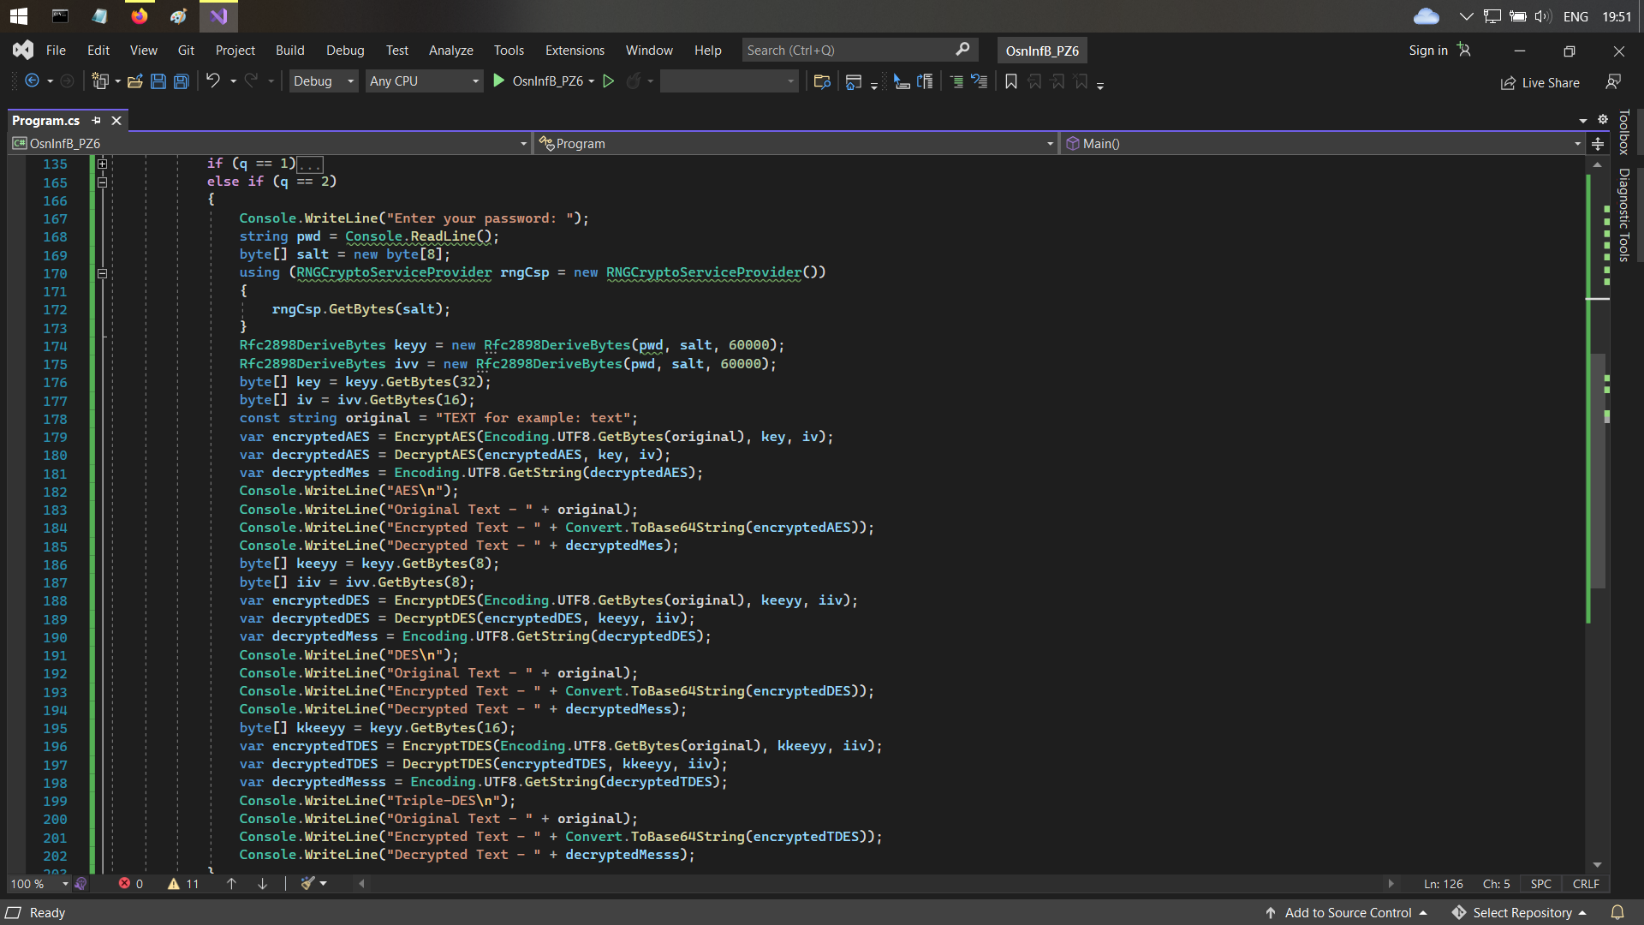 ENG 19:51
File Edit View Git Project Build Debug Test Analyze Tools Extensions Window Help Search (Ctrl+Q) OsnInfB_PZ6 Sign in
Debug Any CPU OsnInfB_PZ6 Live Share
Program.cs
C# OsnInfB_PZ6 Program Main()
Toolbox
Diagnostic Tools
135 if (q == 1)...
165 else if (q == 2)
166 {
167 Console.WriteLine("Enter your password: ");
168 string pwd = Console.ReadLine();
169 byte[] salt = new byte[8];
170 using (RNGCryptoServiceProvider rngCsp = new RNGCryptoServiceProvider())
171 {
172 rngCsp.GetBytes(salt);
173 }
174 Rfc2898DeriveBytes keyy = new Rfc2898DeriveBytes(pwd, salt, 60000);
175 Rfc2898DeriveBytes ivv = new Rfc2898DeriveBytes(pwd, salt, 60000);
176 byte[] key = keyy.GetBytes(32);
177 byte[] iv = ivv.GetBytes(16);
178 const string original = "TEXT for example: text";
179 var encryptedAES = EncryptAES(Encoding.UTF8.GetBytes(original), key, iv);
180 var decryptedAES = DecryptAES(encryptedAES, key, iv);
181 var decryptedMes = Encoding.UTF8.GetString(decryptedAES);
182 Console.WriteLine("AES\n");
183 Console.WriteLine("Original Text - " + original);
184 Console.WriteLine("Encrypted Text - " + Convert.ToBase64String(encryptedAES));
185 Console.WriteLine("Decrypted Text - " + decryptedMes);
186 byte[] keeyy = keyy.GetBytes(8);
187 byte[] iiv = ivv.GetBytes(8);
188 var encryptedDES = EncryptDES(Encoding.UTF8.GetBytes(original), keeyy, iiv);
189 var decryptedDES = DecryptDES(encryptedDES, keeyy, iiv);
190 var decryptedMess = Encoding.UTF8.GetString(decryptedDES);
191 Console.WriteLine("DES\n");
192 Console.WriteLine("Original Text - " + original);
193 Console.WriteLine("Encrypted Text - " + Convert.ToBase64String(encryptedDES));
194 Console.WriteLine("Decrypted Text - " + decryptedMess);
195 byte[] kkeeyy = keyy.GetBytes(16);
196 var encryptedTDES = EncryptTDES(Encoding.UTF8.GetBytes(original), kkeeyy, iiv);
197 var decryptedTDES = DecryptTDES(encryptedTDES, kkeeyy, iiv);
198 var decryptedMesss = Encoding.UTF8.GetString(decryptedTDES);
199 Console.WriteLine("Triple-DES\n");
200 Console.WriteLine("Original Text - " + original);
201 Console.WriteLine("Encrypted Text - " + Convert.ToBase64String(encryptedTDES));
202 Console.WriteLine("Decrypted Text - " + decryptedMesss);
203 }
100 % 0 11 Ln: 126 Ch: 5 SPC CRLF
Ready Add to Source Control Select Repository